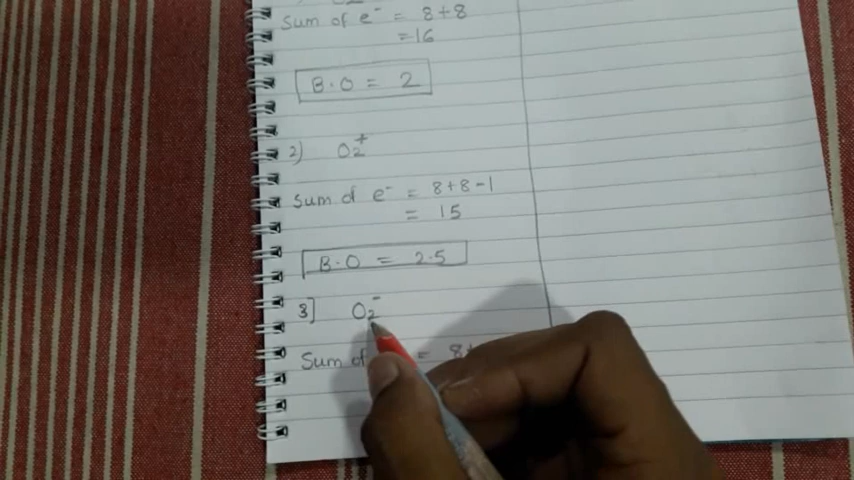 Sum of e⁻ = 8+8
=16
B.O = 2
2) O₂⁺
Sum of e⁻ = 8+8-1
= 15
B.O = 2.5
3] O₂⁻
Sum of = 8+